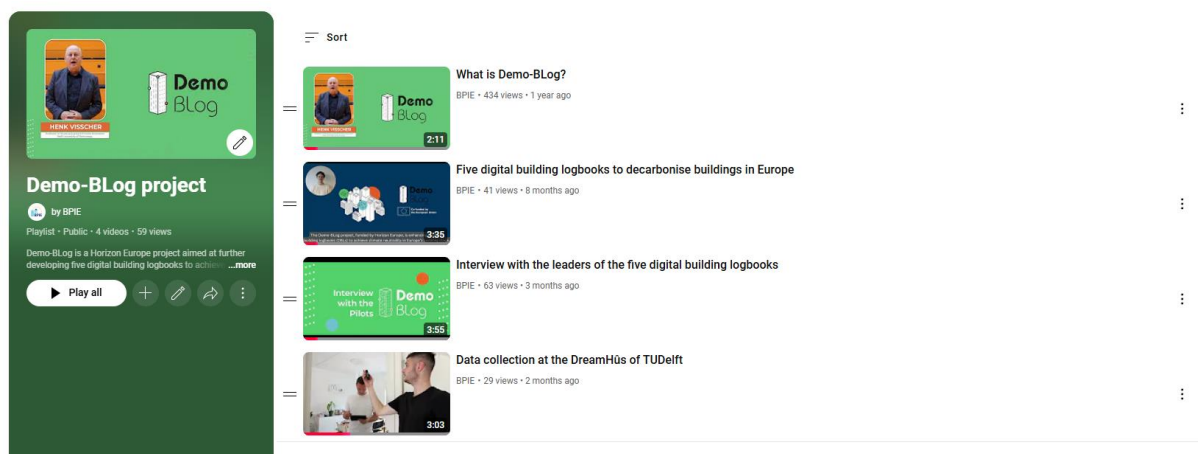 Demo
BLog
HENK VISSCHER
Demo-BLog project
by BPIE
Playlist • Public • 4 videos • 59 views
Demo-BLog is a Horizon Europe project aimed at further
developing five digital building logbooks to achieve ...more
Play all
Sort
Demo
BLog
HENK VISSCHER
2:11
What is Demo-BLog?
BPIE • 434 views • 1 year ago
Demo
BLog
3:35
Five digital building logbooks to decarbonise buildings in Europe
BPIE • 41 views • 8 months ago
Interview
with the
Pilots
Demo
BLog
3:55
Interview with the leaders of the five digital building logbooks
BPIE • 63 views • 3 months ago
3:03
Data collection at the DreamHûs of TUDelft
BPIE • 29 views • 2 months ago